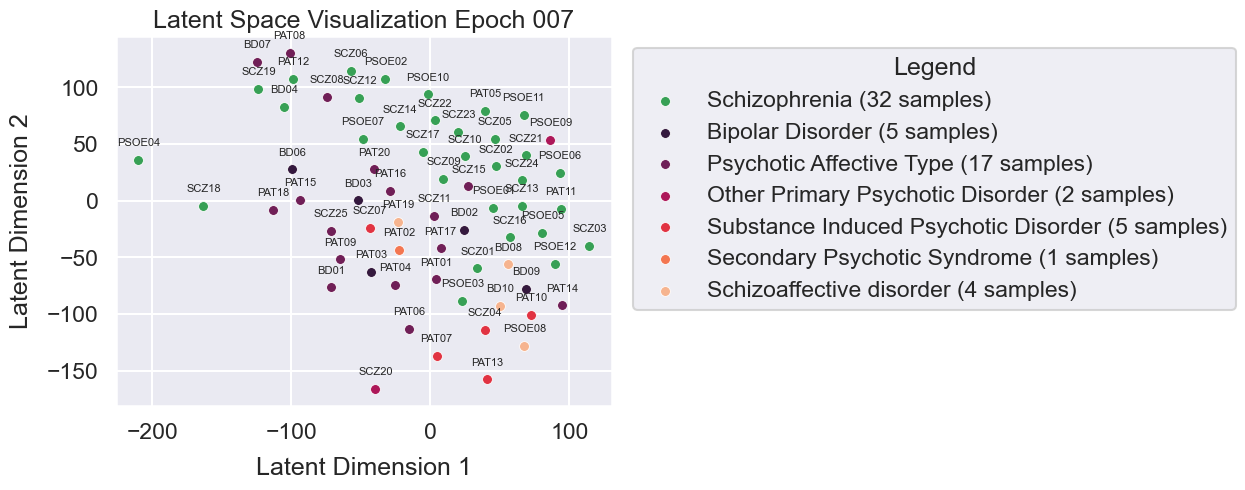 Latent Space Visualization Epoch 007
PAT08
BD07
SCZ06
PSOE02
PAT12
SCZ19
SCZ08
SCZ12
PSOE10
BD04
PAT05
PSOE11
SCZ22
SCZ14
SCZ23
PSOE07
SCZ05
PSOE09
SCZ17
SCZ10
SCZ21
PSOE04
BD06
PAT20
SCZ02
PSOE06
SCZ09
SCZ24
PAT16
SCZ15
SCZ18
PAT18
PAT15
BD03
PSOE01
SCZ13
PAT11
PAT19
SCZ11
SCZ25
SCZ07
BD02
SCZ16
PSOE05
SCZ03
PAT09
PAT02
PAT17
PAT03
SCZ01
BD08
PSOE12
BD01
PAT04
PAT01
BD09
PSOE03
BD10
PAT10
PAT14
PAT06
SCZ04
PSOE08
PAT07
PAT13
SCZ20
100
50
0
−50
−100
−150
−200
−100
0
100
Latent Dimension 1
Latent Dimension 2
Legend
Schizophrenia (32 samples)
Bipolar Disorder (5 samples)
Psychotic Affective Type (17 samples)
Other Primary Psychotic Disorder (2 samples)
Substance Induced Psychotic Disorder (5 samples)
Secondary Psychotic Syndrome (1 samples)
Schizoaffective disorder (4 samples)